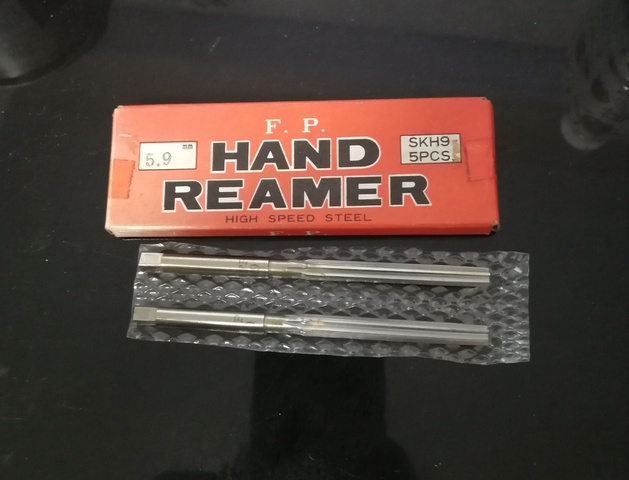 F. P.
5.9 mm
HAND
SKH9
5PCS.
REAMER
HIGH SPEED STEEL
F. P.